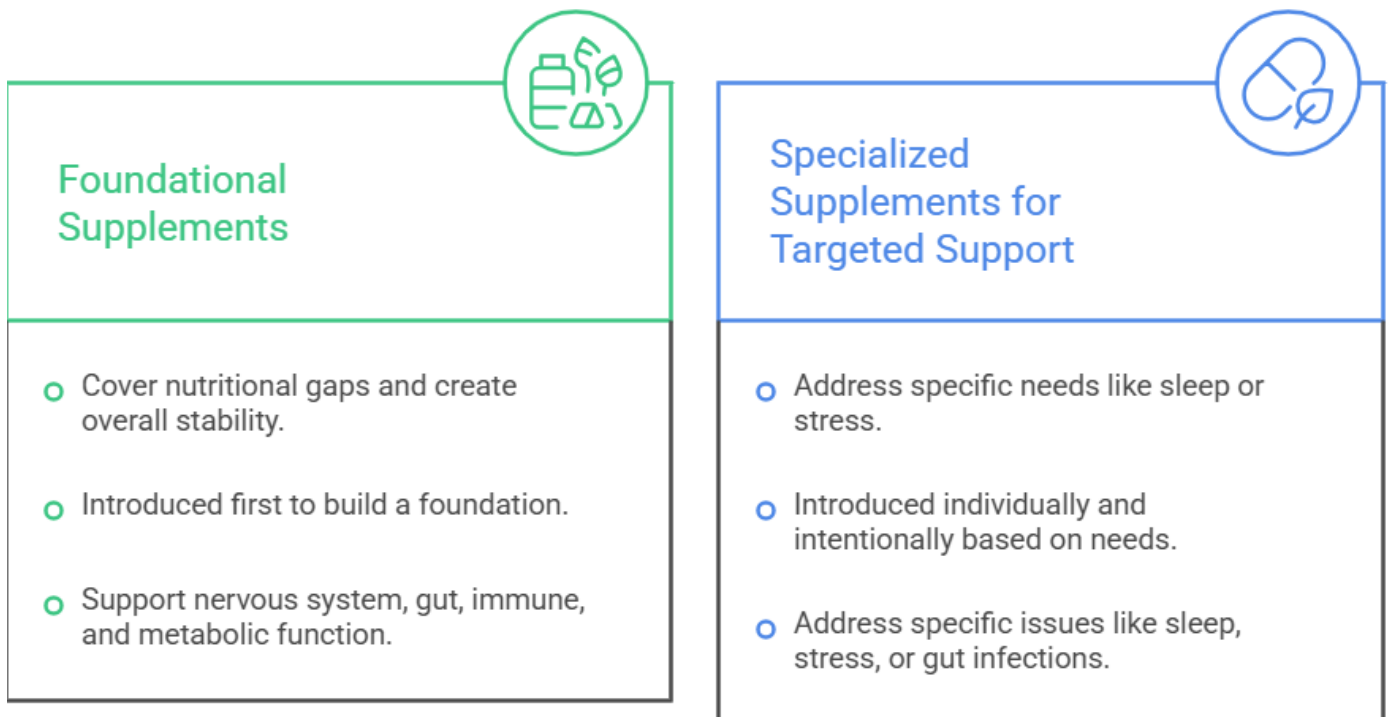 Foundational
Supplements
Cover nutritional gaps and create
overall stability.
Introduced first to build a foundation.
Support nervous system, gut, immune,
and metabolic function.
Specialized
Supplements for
Targeted Support
Address specific needs like sleep or
stress.
Introduced individually and
intentionally based on needs.
Address specific issues like sleep,
stress, or gut infections.